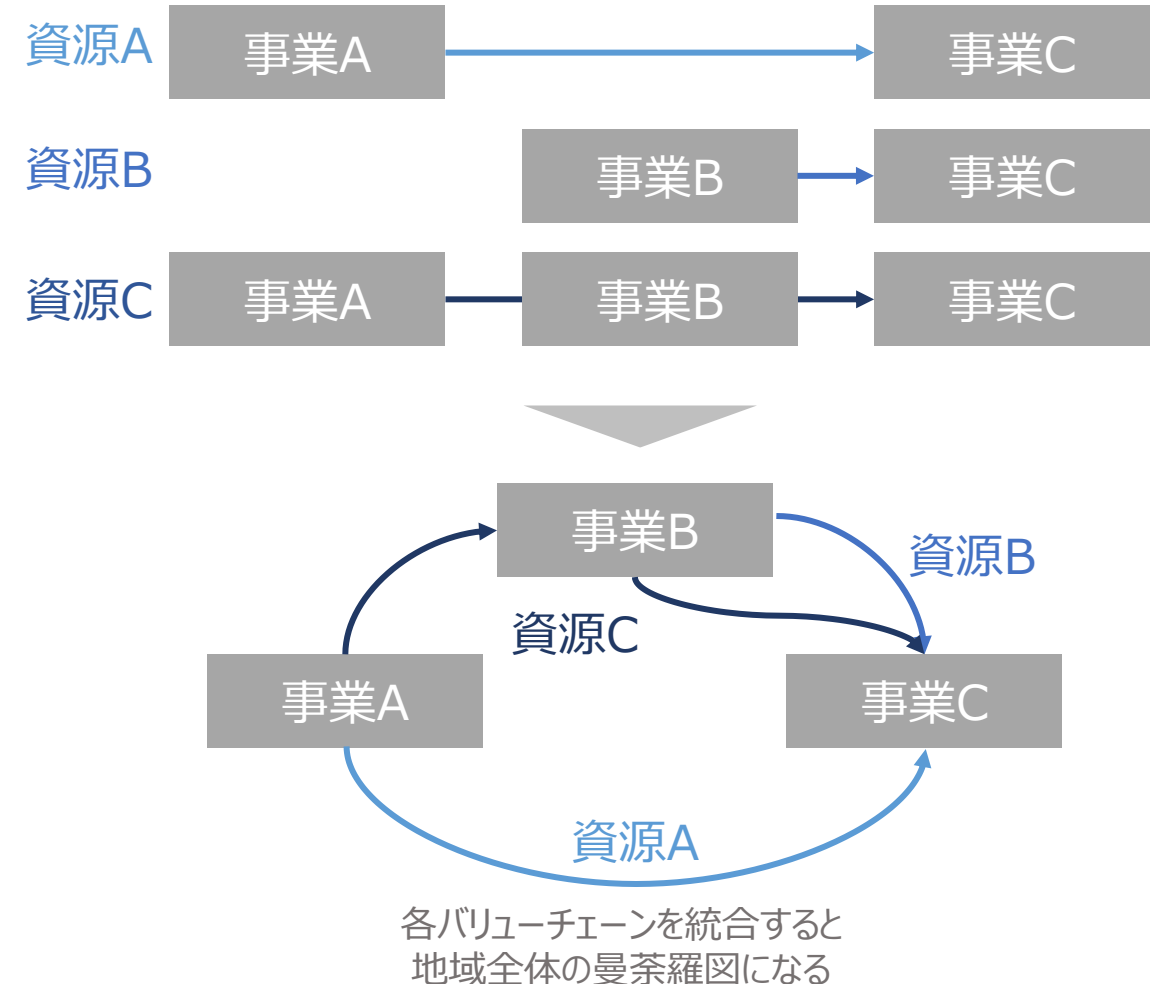 資源A
事業A
事業C
資源B
事業B
事業C
資源C
事業A
事業B
事業C
事業B
資源B
資源C
事業A
事業C
資源A
各バリューチェーンを統合すると
地域全体の曼荼羅図になる